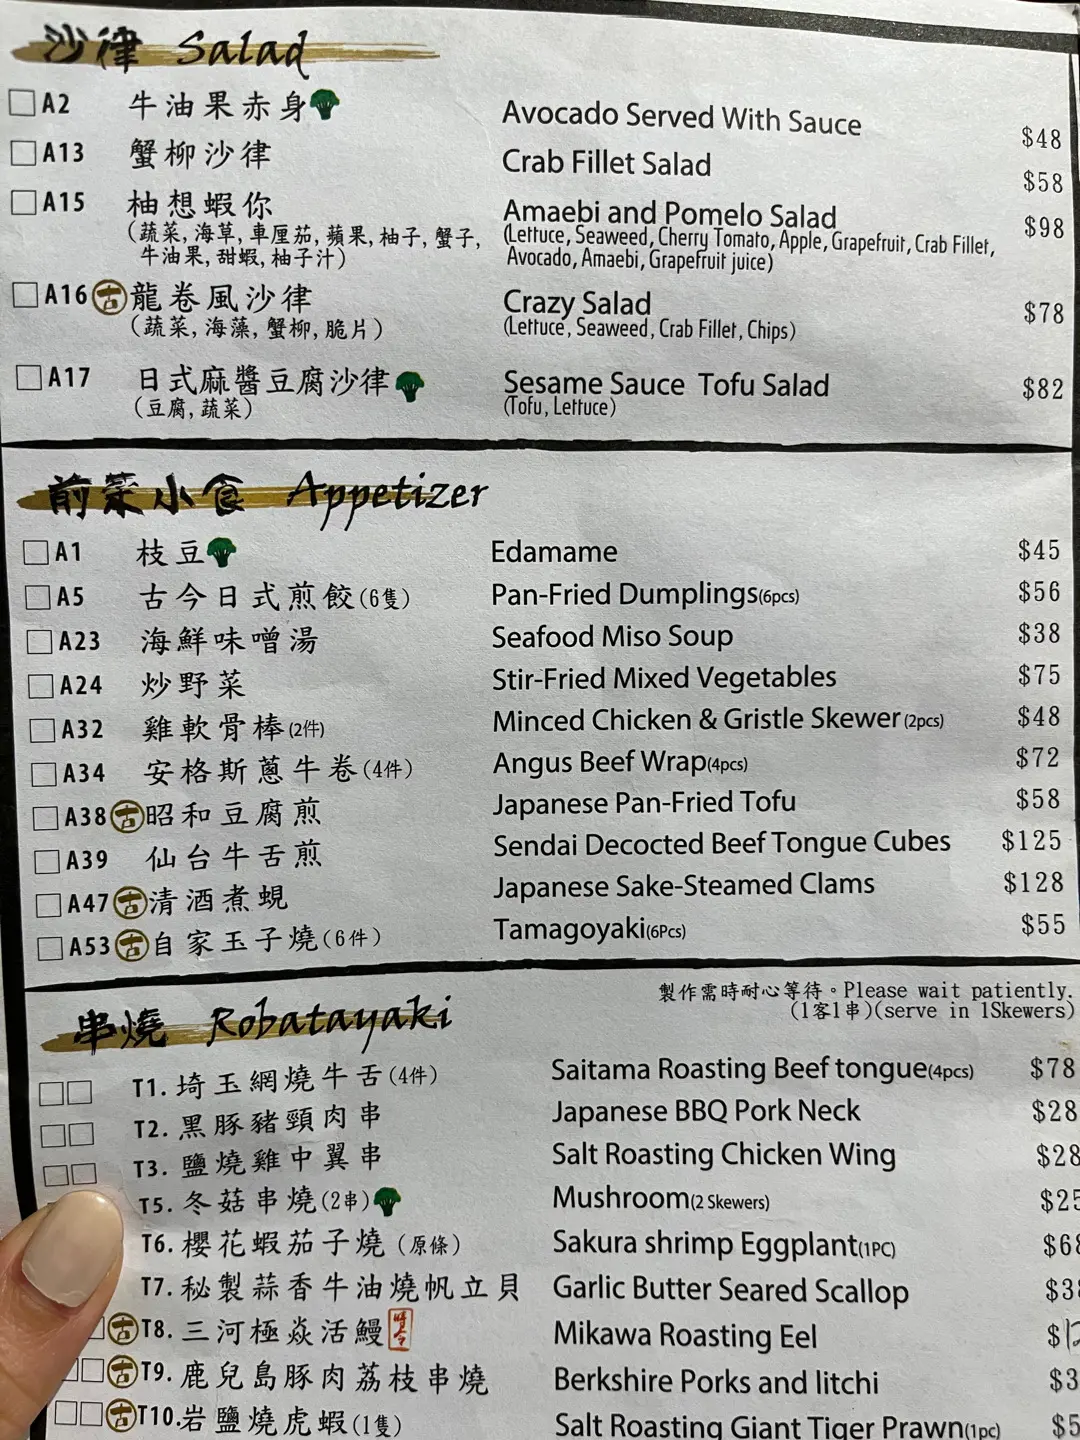 沙律 Salad
A2 牛油果赤身 Avocado Served With Sauce $48
A13 蟹柳沙律 Crab Fillet Salad $58
A15 柚想蝦你 Amaebi and Pomelo Salad $98
(蔬菜,海草,車厘茄,蘋果,柚子,蟹子, (Lettuce, Seaweed, Cherry Tomato, Apple, Grapefruit, Crab Fillet,
牛油果,甜蝦,柚子汁) Avocado, Amaebi, Grapefruit juice)
A16 古 龍卷風沙律 Crazy Salad $78
(蔬菜,海藻,蟹柳,脆片) (Lettuce, Seaweed, Crab Fillet, Chips)
A17 日式麻醬豆腐沙律 Sesame Sauce Tofu Salad $82
(豆腐,蔬菜) (Tofu, Lettuce)
前菜小食 Appetizer
A1 枝豆 Edamame $45
A5 古今日式煎餃(6隻) Pan-Fried Dumplings(6pcs) $56
A23 海鮮味噌湯 Seafood Miso Soup $38
A24 炒野菜 Stir-Fried Mixed Vegetables $75
A32 雞軟骨棒(2件) Minced Chicken & Gristle Skewer(2pcs) $48
A34 安格斯蔥牛卷(4件) Angus Beef Wrap(4pcs) $72
A38 古 昭和豆腐煎 Japanese Pan-Fried Tofu $58
A39 仙台牛舌煎 Sendai Decocted Beef Tongue Cubes $125
A47 古 清酒煮蜆 Japanese Sake-Steamed Clams $128
A53 古 自家玉子燒(6件) Tamagoyaki(6Pcs) $55
製作需時耐心等待。Please wait patiently.
串燒 Robatayaki (1客1串)(serve in 1Skewers)
T1. 埼玉網燒牛舌(4件) Saitama Roasting Beef tongue(4pcs) $78
T2. 黑豚豬頸肉串 Japanese BBQ Pork Neck $28
T3. 鹽燒雞中翼串 Salt Roasting Chicken Wing $28
T5. 冬菇串燒(2串) Mushroom(2 Skewers) $25
T6. 櫻花蝦茄子燒(原條) Sakura shrimp Eggplant(1PC) $68
T7. 秘製蒜香牛油燒帆立貝 Garlic Butter Seared Scallop $3
古 T8. 三河極焱活鰻 時令 Mikawa Roasting Eel $12
古 T9. 鹿兒島豚肉荔枝串燒 Berkshire Porks and litchi $3
古 T10. 岩鹽燒虎蝦(1隻) Salt Roasting Giant Tiger Prawn(1pc) $5